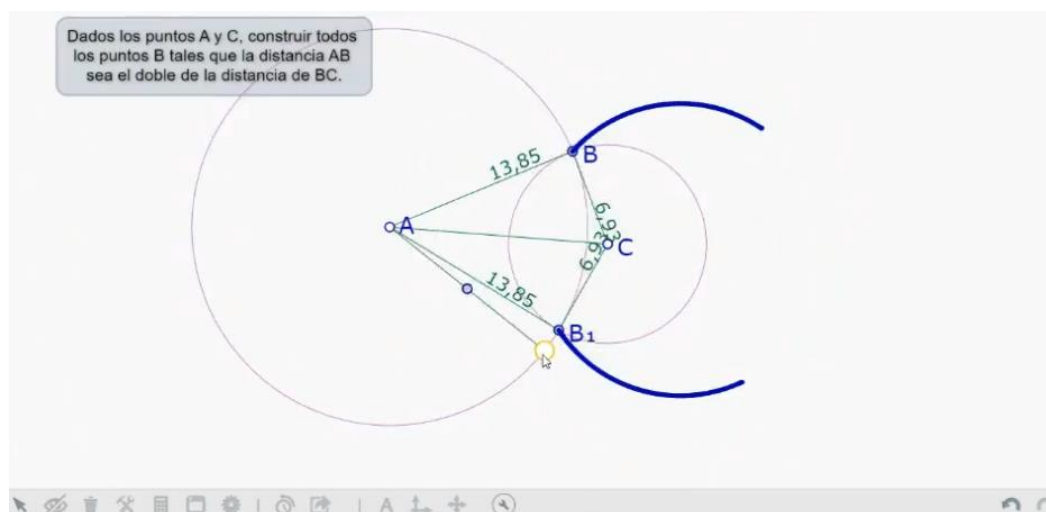 Dados los puntos A y C, construir todos
los puntos B tales que la distancia AB
sea el doble de la distancia de BC.
13,85
B
A
6,93
6,93
C
13,85
B₁
A